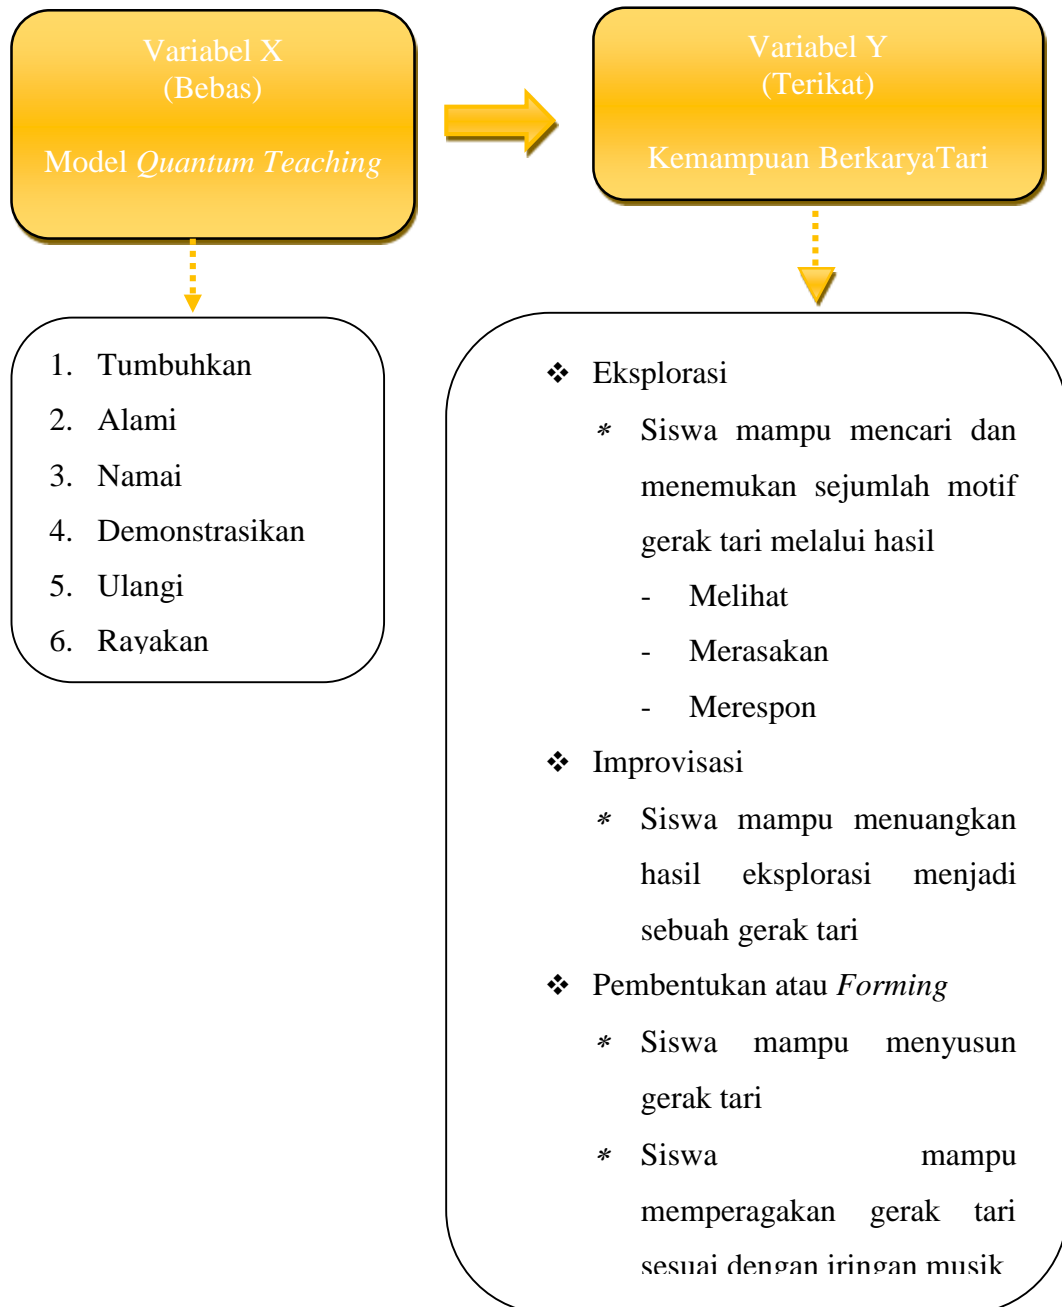 Variabel X
(Bebas)
Model Quantum Teaching
Variabel Y
(Terikat)
Kemampuan BerkaryaTari
1. Tumbuhkan
2. Alami
3. Namai
4. Demonstrasikan
5. Ulangi
6. Rayakan
❖ Eksplorasi
* Siswa mampu mencari dan
menemukan sejumlah motif
gerak tari melalui hasil
- Melihat
- Merasakan
- Merespon
❖ Improvisasi
* Siswa mampu menuangkan
hasil eksplorasi menjadi
sebuah gerak tari
❖ Pembentukan atau Forming
* Siswa mampu menyusun
gerak tari
* Siswa mampu
memperagakan gerak tari
sesuai dengan iringan musik